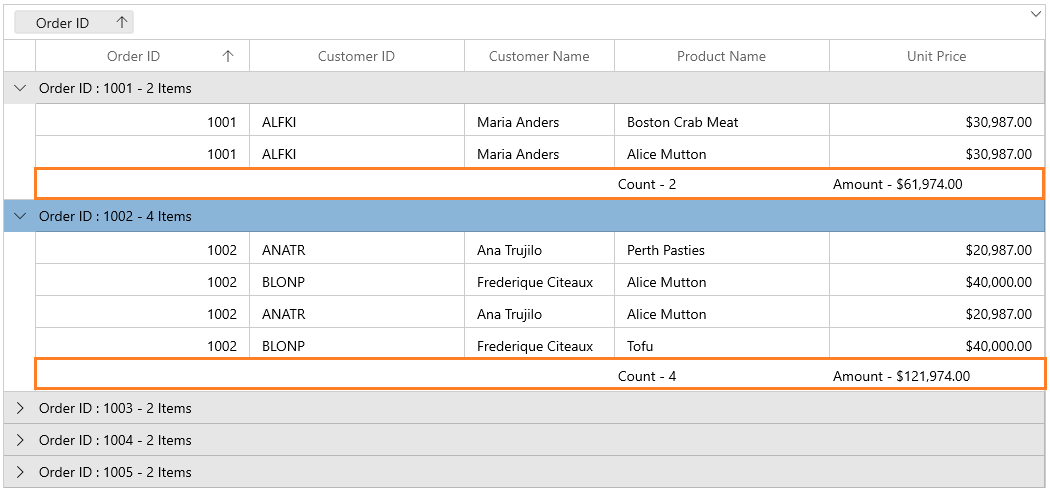 Order ID
Order ID Customer ID Customer Name Product Name Unit Price
Order ID : 1001 - 2 Items
1001 ALFKI Maria Anders Boston Crab Meat $30,987.00
1001 ALFKI Maria Anders Alice Mutton $30,987.00
Count - 2 Amount - $61,974.00
Order ID : 1002 - 4 Items
1002 ANATR Ana Trujilo Perth Pasties $20,987.00
1002 BLONP Frederique Citeaux Alice Mutton $40,000.00
1002 ANATR Ana Trujilo Alice Mutton $20,987.00
1002 BLONP Frederique Citeaux Tofu $40,000.00
Count - 4 Amount - $121,974.00
Order ID : 1003 - 2 Items
Order ID : 1004 - 2 Items
Order ID : 1005 - 2 Items